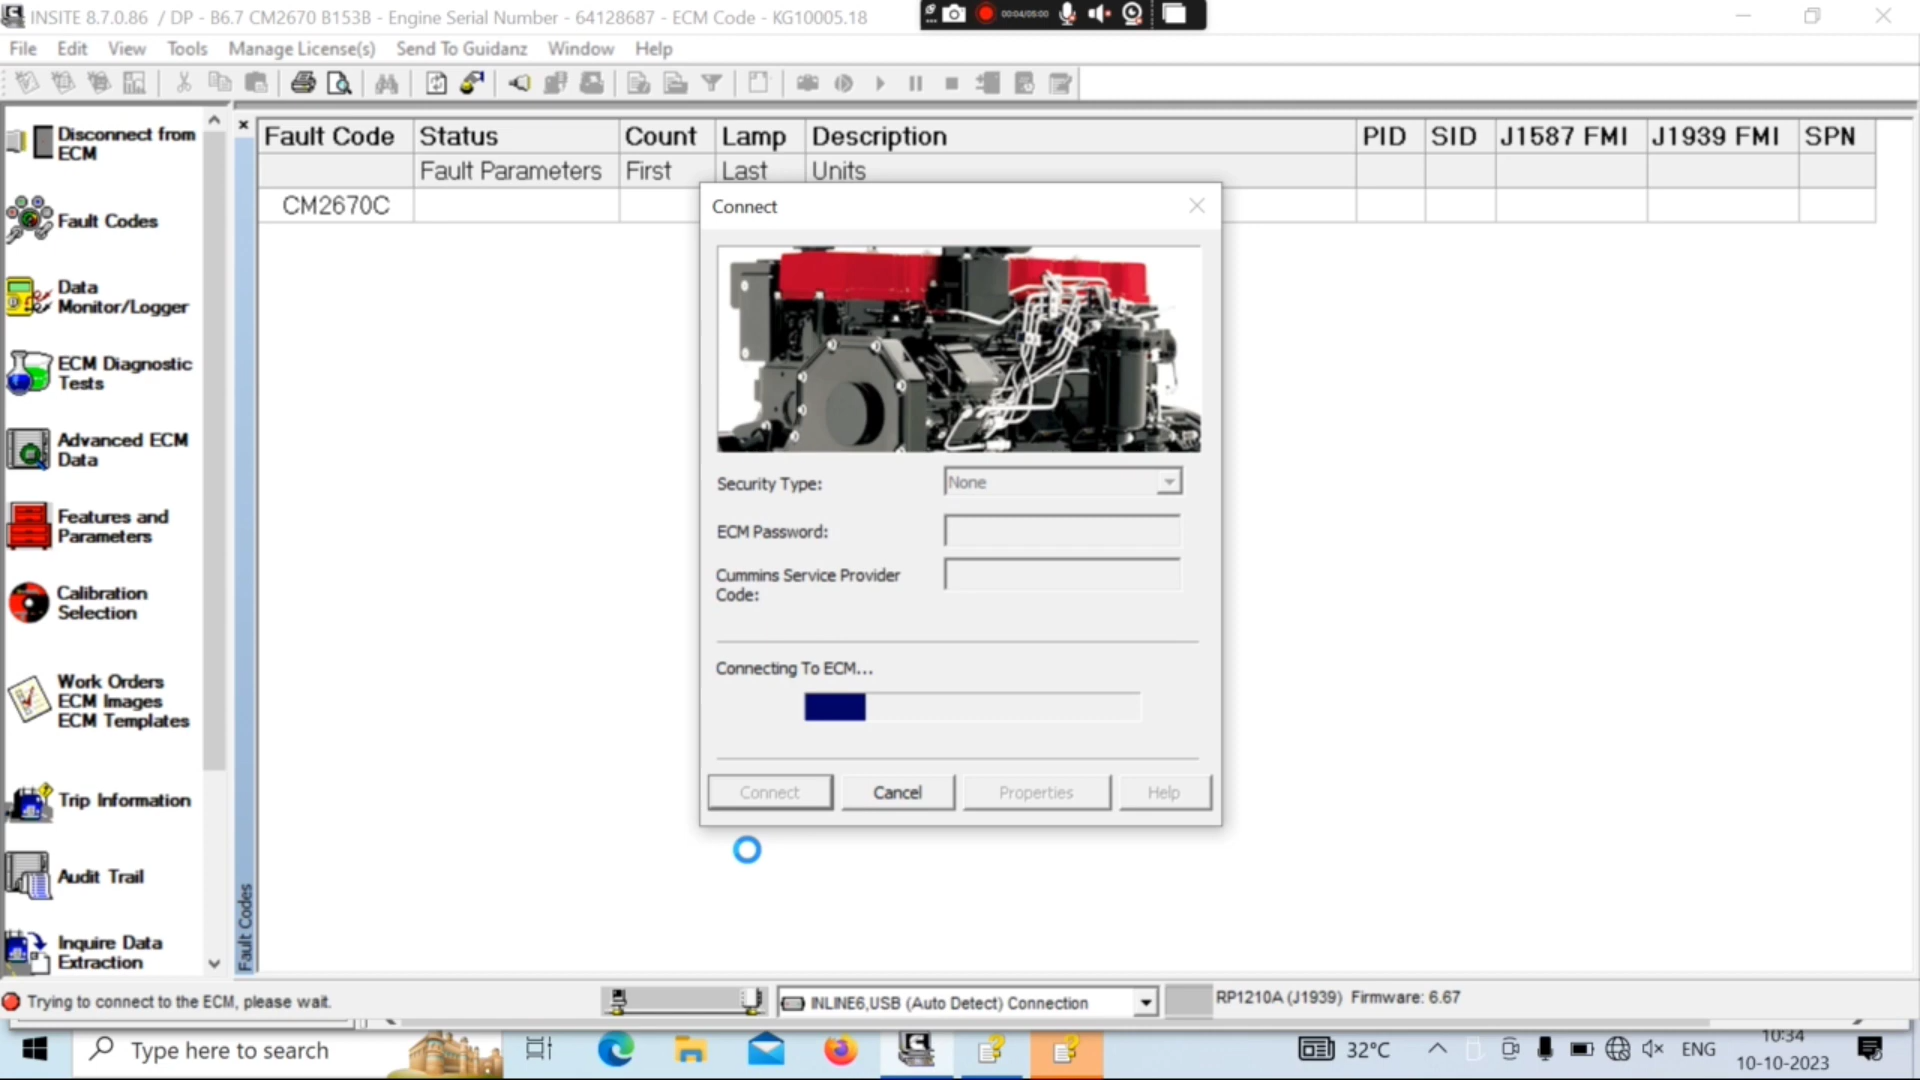 INSITE 8.7.0.86 / DP - B6.7 CM2670 B153B - Engine Serial Number - 64128687 - ECM Code - KG10005.18
00:04/05:00
File Edit View Tools Manage License(s) Send To Guidanz Window Help
Disconnect from
ECM
Fault Codes
Data
Monitor/Logger
ECM Diagnostic
Tests
Advanced ECM
Data
Features and
Parameters
Calibration
Selection
Work Orders
ECM Images
ECM Templates
Trip Information
Audit Trail
Inquire Data
Extraction
Fault Codes
Fault Code Status Count Lamp Description PID SID J1587 FMI J1939 FMI SPN
Fault Parameters First Last Units
CM2670C
Connect
Security Type: None
ECM Password:
Cummins Service Provider
Code:
Connecting To ECM...
Connect Cancel Properties Help
Trying to connect to the ECM, please wait.
INLINE6,USB (Auto Detect) Connection
RP1210A (J1939) Firmware: 6.67
Type here to search
32°C
ENG
10:34
10-10-2023